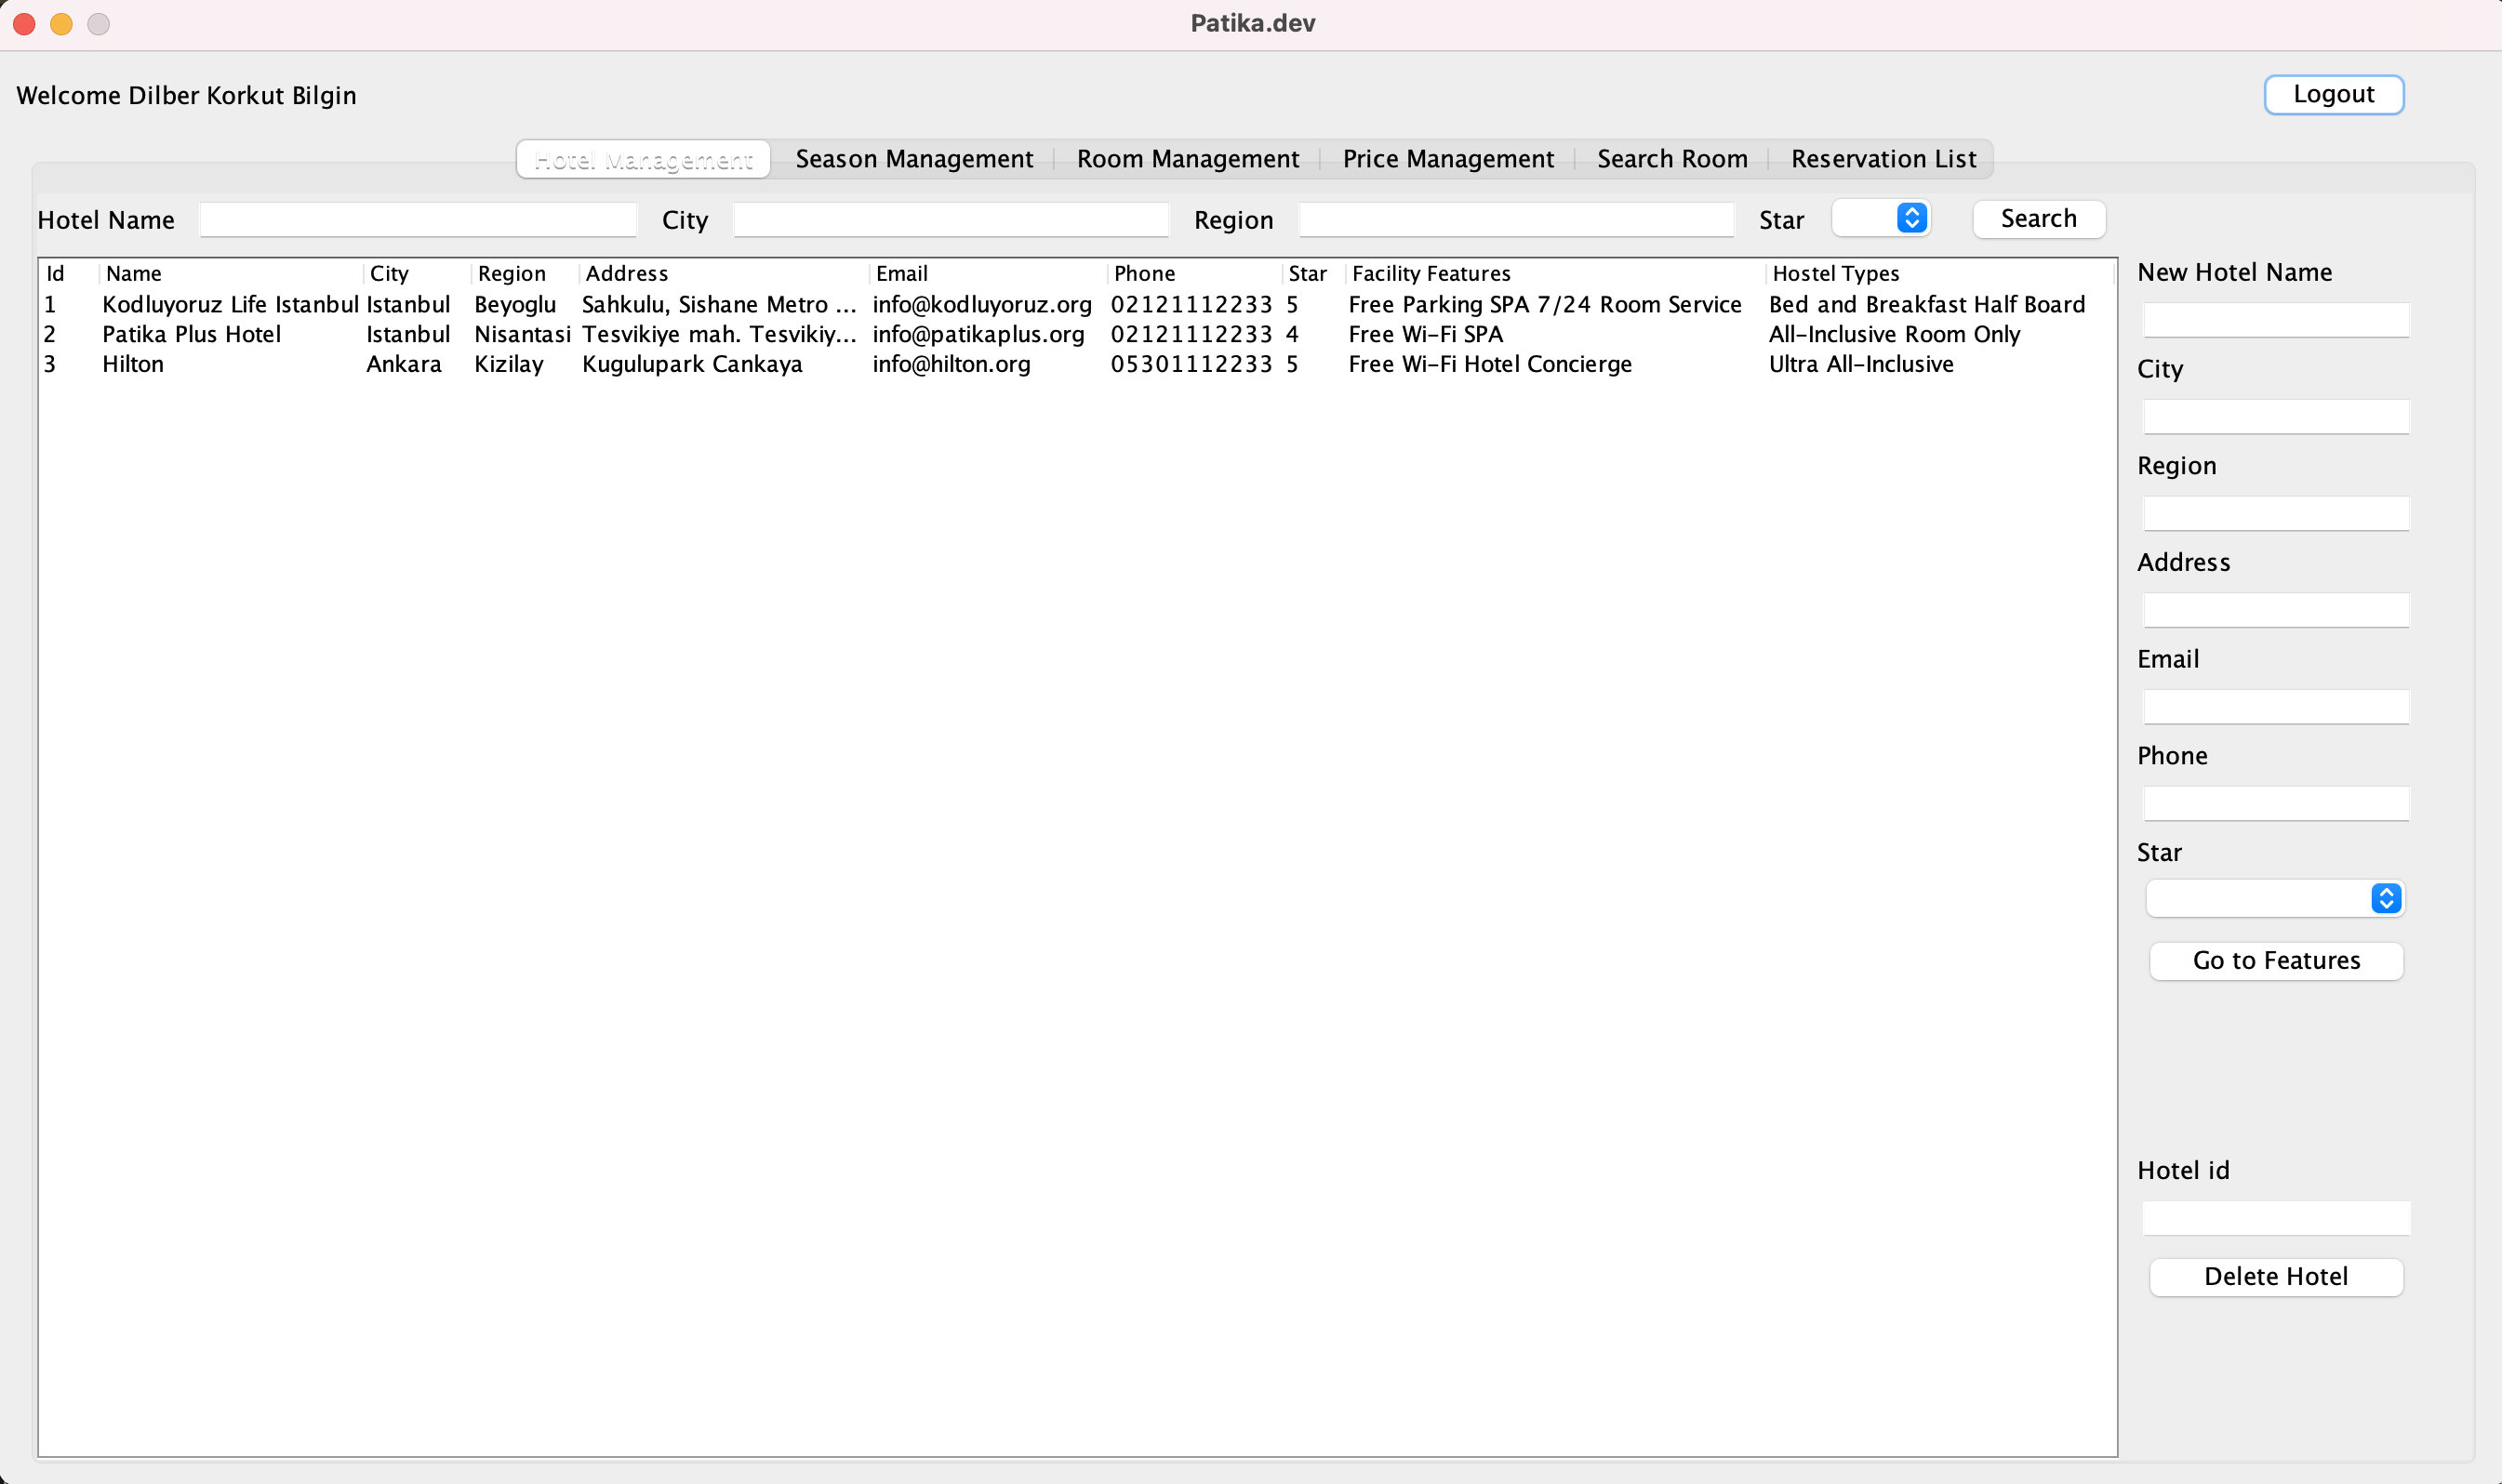 Patika.dev
Welcome Dilber Korkut Bilgin
Logout
Hotel Management Season Management Room Management Price Management Search Room Reservation List
Hotel Name City Region Star Search
Id Name City Region Address Email Phone Star Facility Features Hostel Types
1 Kodluyoruz Life Istanbul Istanbul Beyoglu Sahkulu, Sishane Metro ... info@kodluyoruz.org 02121112233 5 Free Parking SPA 7/24 Room Service Bed and Breakfast Half Board
2 Patika Plus Hotel Istanbul Nisantasi Tesvikiye mah. Tesvikiy... info@patikaplus.org 02121112233 4 Free Wi-Fi SPA All-Inclusive Room Only
3 Hilton Ankara Kizilay Kugulupark Cankaya info@hilton.org 05301112233 5 Free Wi-Fi Hotel Concierge Ultra All-Inclusive
New Hotel Name
City
Region
Address
Email
Phone
Star
Go to Features
Hotel id
Delete Hotel